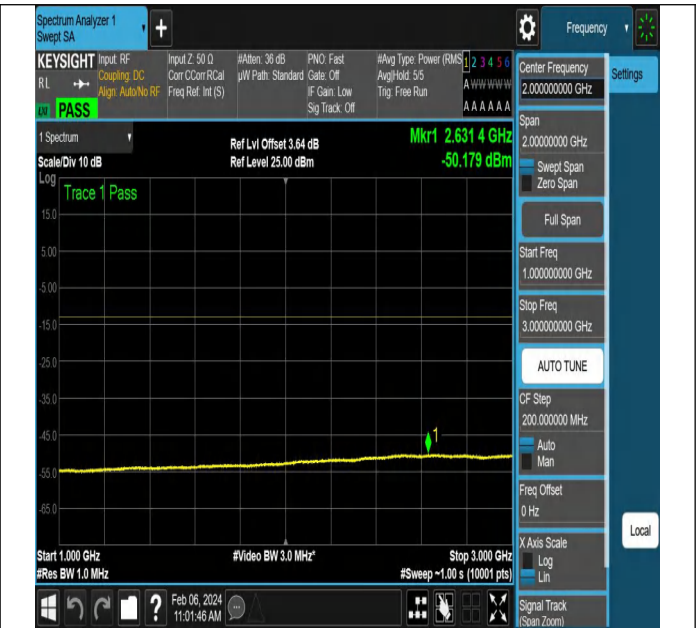 Spectrum Analyzer 1
Swept SA
+
Frequency
KEYSIGHT
Input: RF
Coupling: DC
Align: Auto/No RF
Input Z: 50 Ω
Corr CCorr RCal
Freq Ref: Int (S)
#Atten: 36 dB
µW Path: Standard
PNO: Fast
Gate: Off
IF Gain: Low
Sig Track: Off
#Avg Type: Power (RMS
Avg|Hold: 5/5
Trig: Free Run
1 2 3 4 5 6
A W W W W W
A A A A A A
RL
LXI
PASS
1 Spectrum
Scale/Div 10 dB
Ref Lvl Offset 3.64 dB
Ref Level 25.00 dBm
Mkr1 2.631 4 GHz
-50.179 dBm
Log
Trace 1 Pass
15.0
5.00
-5.00
-15.0
-25.0
-35.0
-45.0
-55.0
-65.0
1
Start 1.000 GHz
#Res BW 1.0 MHz
#Video BW 3.0 MHz*
Stop 3.000 GHz
#Sweep ~1.00 s (10001 pts)
?
Feb 06, 2024
11:01:46 AM
Center Frequency
2.000000000 GHz
Settings
Span
2.00000000 GHz
Swept Span
Zero Span
Full Span
Start Freq
1.000000000 GHz
Stop Freq
3.000000000 GHz
AUTO TUNE
CF Step
200.000000 MHz
Auto
Man
Freq Offset
0 Hz
X Axis Scale
Log
Lin
Local
Signal Track
(Span Zoom)